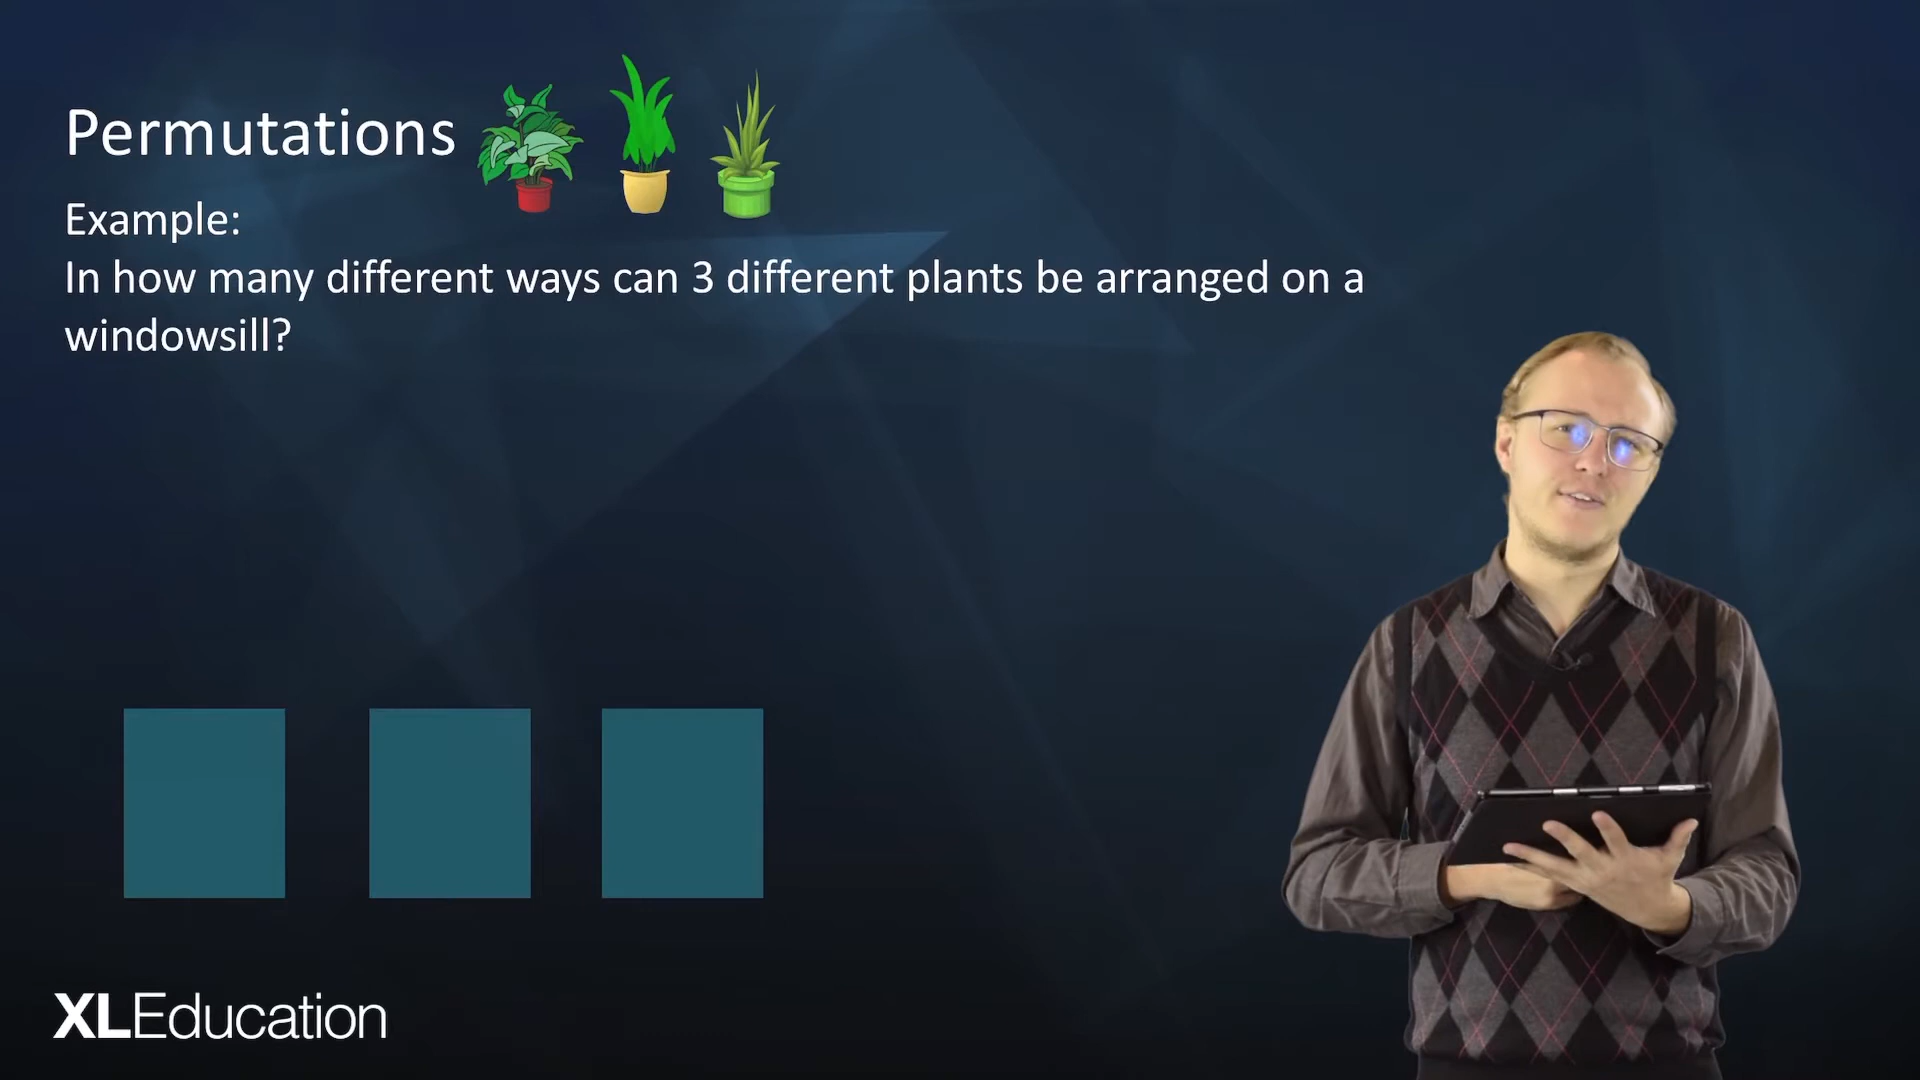 Permutations
Example:
In how many different ways can 3 different plants be arranged on a
windowsill?
XLEducation